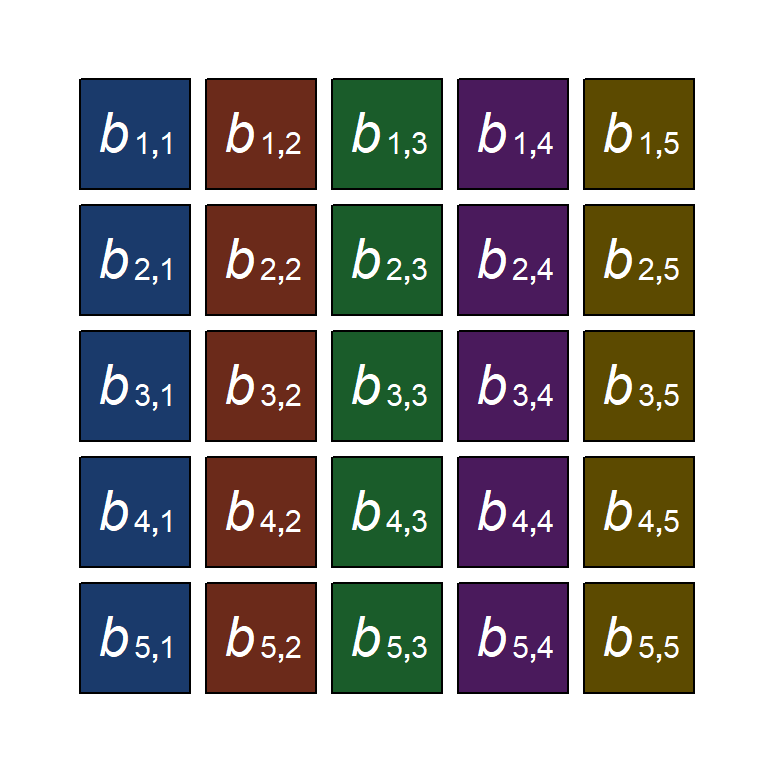 b1,1 b1,2 b1,3 b1,4 b1,5
b2,1 b2,2 b2,3 b2,4 b2,5
b3,1 b3,2 b3,3 b3,4 b3,5
b4,1 b4,2 b4,3 b4,4 b4,5
b5,1 b5,2 b5,3 b5,4 b5,5